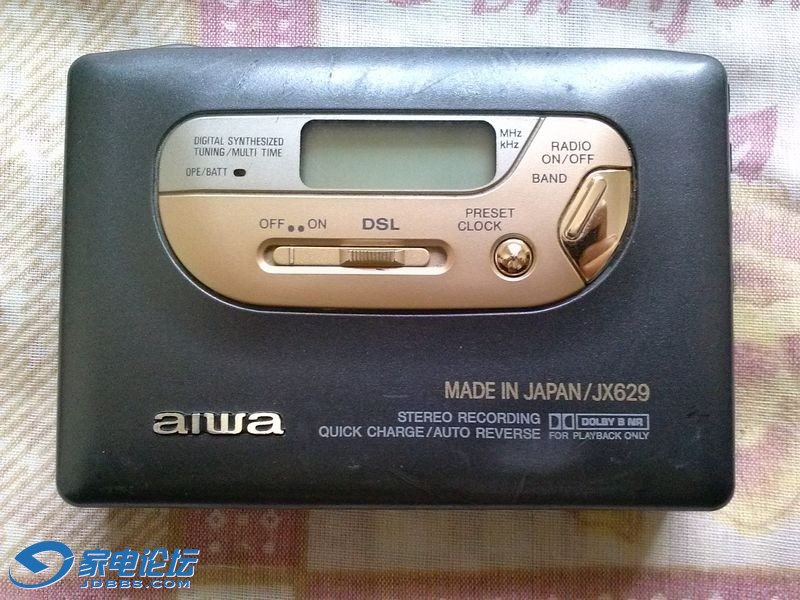 DIGITAL SYNTHESIZED
TUNING/MULTI TIME
OPE/BATT
MHz
kHz
RADIO
ON/OFF
BAND
OFF ON
DSL
PRESET
CLOCK
MADE IN JAPAN/JX629
aiwa
STEREO RECORDING
DOLBY B NR
QUICK CHARGE/AUTO REVERSE
FOR PLAYBACK ONLY
家电论坛
JDBBS.COM